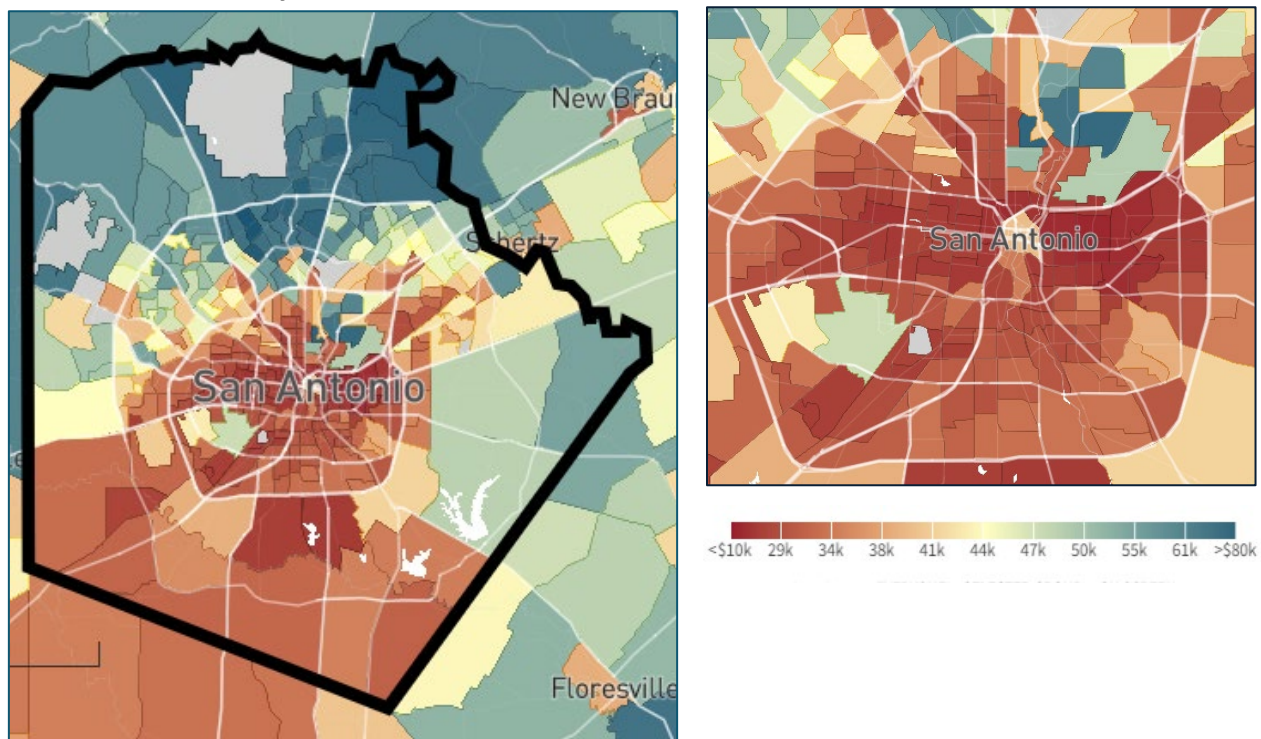 New Brau
Schertz
San Antonio
Floresville
San Antonio
<$10k 29k 34k 38k 41k 44k 47k 50k 55k 61k >$80k